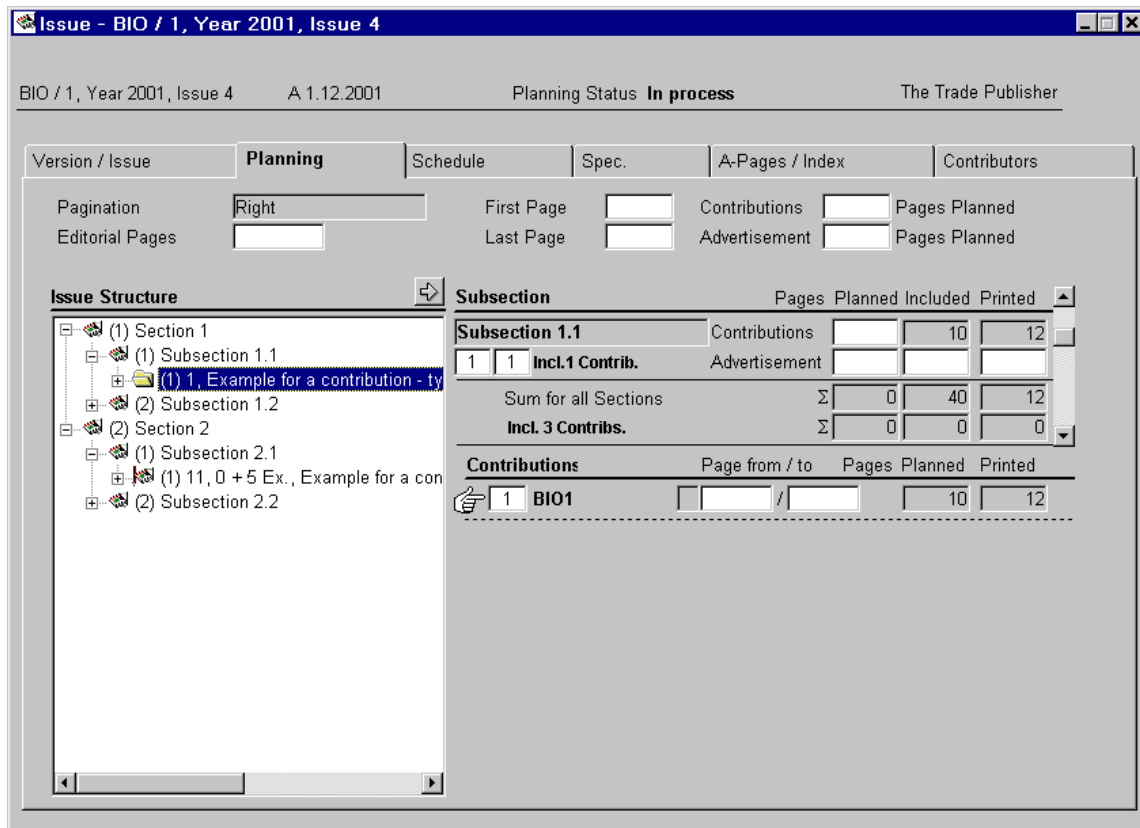 Issue - BIO / 1, Year 2001, Issue 4
BIO / 1, Year 2001, Issue 4 A 1.12.2001 Planning Status In process The Trade Publisher
Version / Issue Planning Schedule Spec. A-Pages / Index Contributors
Pagination Right First Page Contributions Pages Planned
Editorial Pages Last Page Advertisement Pages Planned
Issue Structure
(1) Section 1
(1) Subsection 1.1
(1) 1, Example for a contribution - ty
(2) Subsection 1.2
(2) Section 2
(1) Subsection 2.1
(1) 11, 0 + 5 Ex., Example for a con
(2) Subsection 2.2
Subsection Pages Planned Included Printed
Subsection 1.1 Contributions 10 12
1 1 Incl.1 Contrib. Advertisement
Sum for all Sections Σ 0 40 12
Incl. 3 Contribs. Σ 0 0 0
Contributions Page from / to Pages Planned Printed
1 BIO1 / 10 12